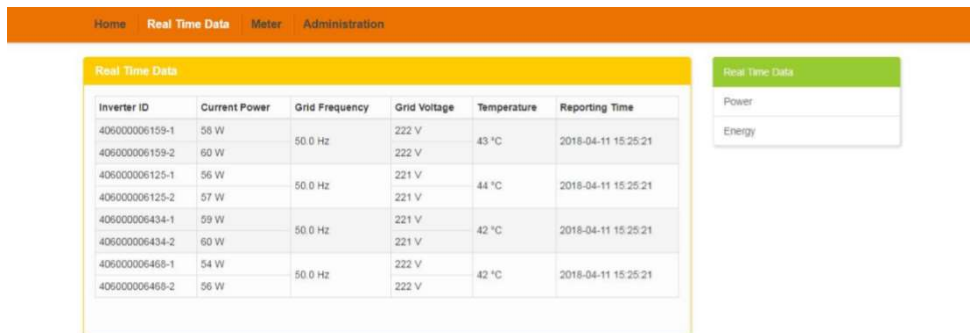 Home Real Time Data Meter Administration
Real Time Data
Inverter ID Current Power Grid Frequency Grid Voltage Temperature Reporting Time
406000006159-1 58 W 50.0 Hz 222 V 43 °C 2018-04-11 15:25:21
406000006159-2 60 W 222 V
406000006125-1 56 W 50.0 Hz 221 V 44 °C 2018-04-11 15:25:21
406000006125-2 57 W 221 V
406000006434-1 59 W 50.0 Hz 221 V 42 °C 2018-04-11 15:25:21
406000006434-2 60 W 221 V
406000006468-1 54 W 50.0 Hz 222 V 42 °C 2018-04-11 15:25:21
406000006468-2 56 W 222 V
Real Time Data
Power
Energy